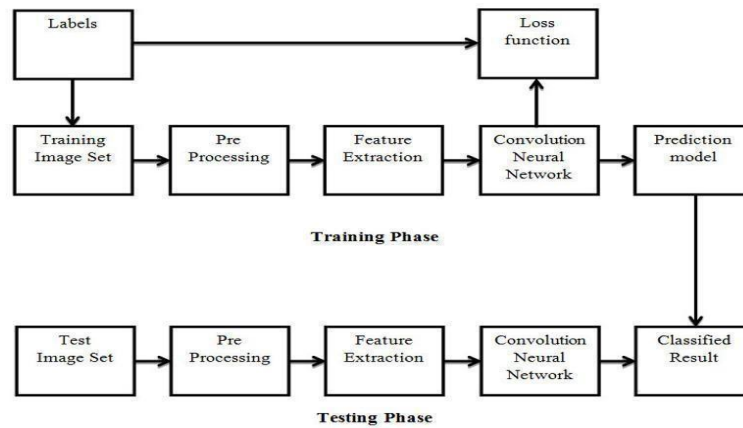 Labels
Loss
function
Training
Image Set
Pre
Processing
Feature
Extraction
Convolution
Neural
Network
Prediction
model
Training Phase
Test
Image Set
Pre
Processing
Feature
Extraction
Convolution
Neural
Network
Classified
Result
Testing Phase